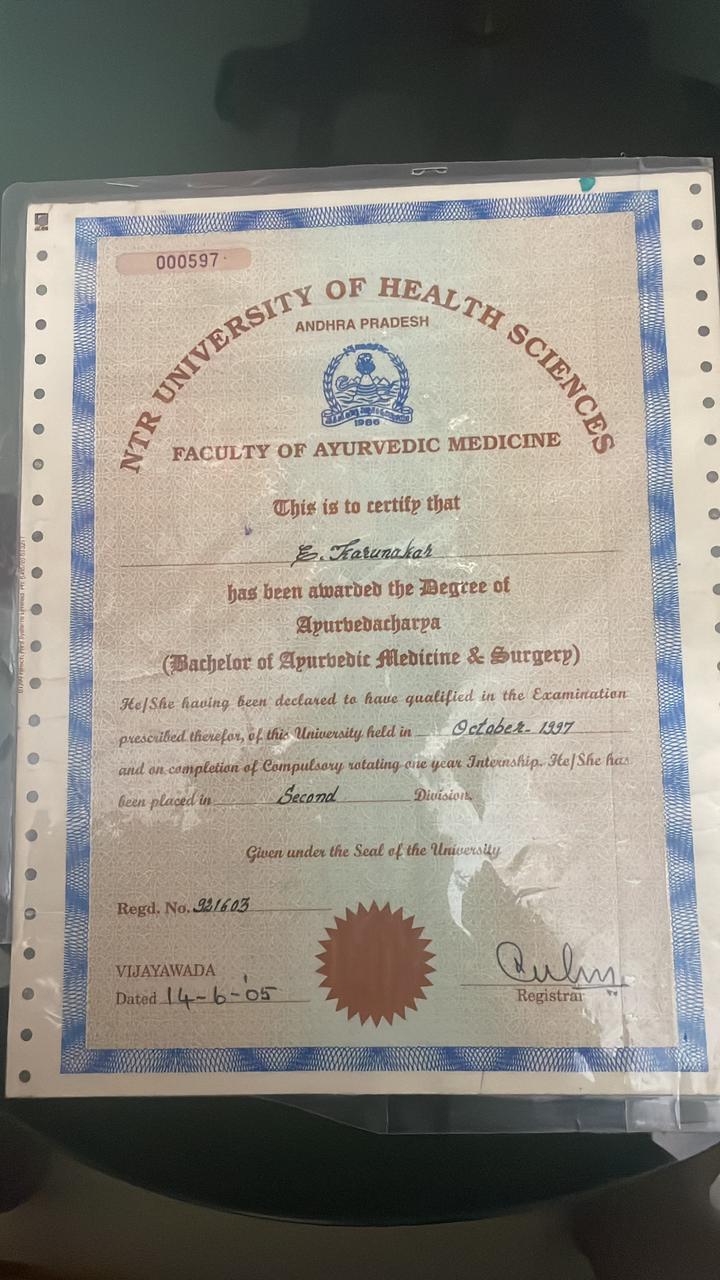 000597
NTR UNIVERSITY OF HEALTH SCIENCES
ANDHRA PRADESH
1986
FACULTY OF AYURVEDIC MEDICINE
This is to certify that
E. Karunakar
has been awarded the Degree of
Ayurvedacharya
(Bachelor of Ayurvedic Medicine & Surgery)
He/She having been declared to have qualified in the Examination
prescribed therefor, of this University held in October - 1997
and on completion of Compulsory rotating one year Internship. He/She has
been placed in Second Division.
Given under the Seal of the University
Regd. No. 921603
VIJAYAWADA
Dated 14-6-'05
Registrar